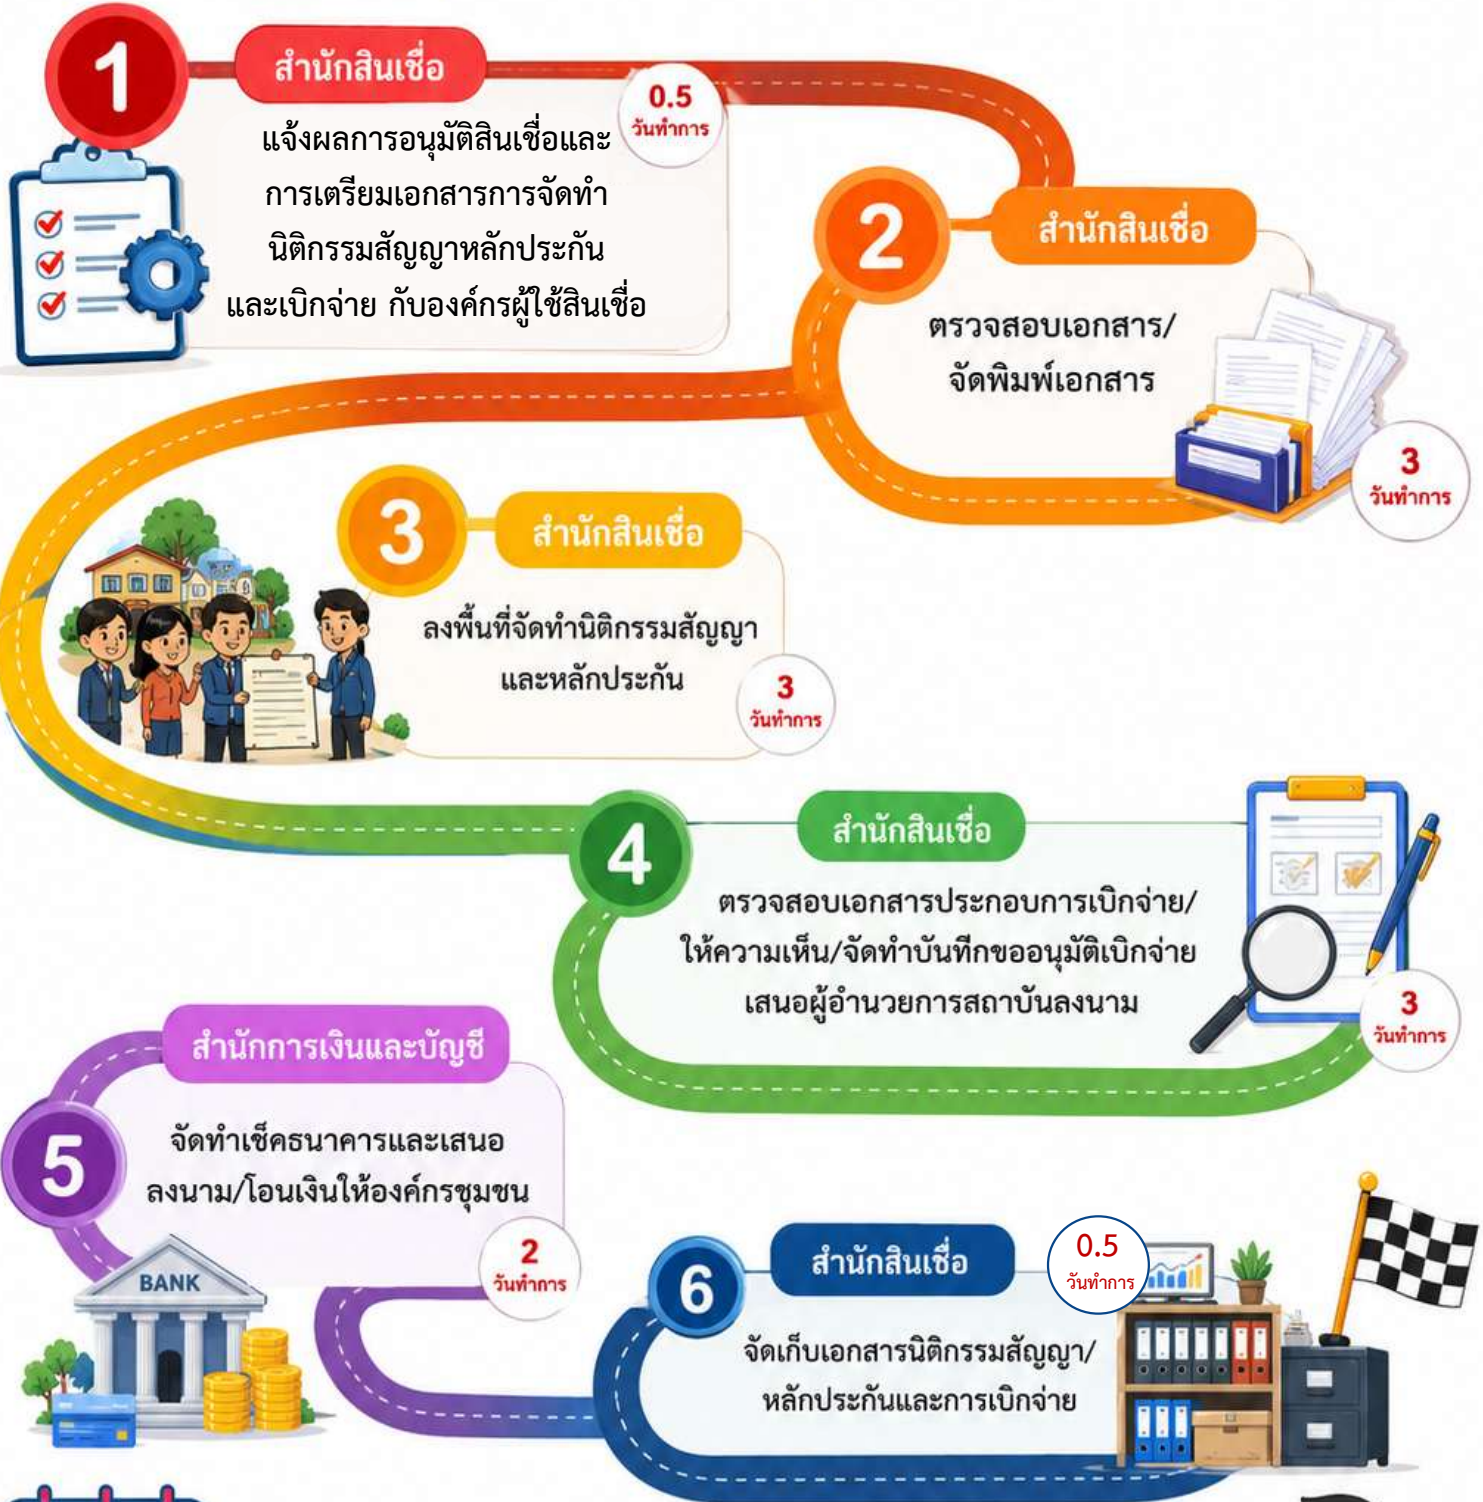 1
สำนักสินเชื่อ
0.5
วันทำการ
แจ้งผลการอนุมัติสินเชื่อและ
การเตรียมเอกสารการจัดทำ
นิติกรรมสัญญาหลักประกัน
และเบิกจ่าย กับองค์กรผู้ใช้สินเชื่อ
2
สำนักสินเชื่อ
ตรวจสอบเอกสาร/
จัดพิมพ์เอกสาร
3
วันทำการ
3
สำนักสินเชื่อ
ลงพื้นที่จัดทำนิติกรรมสัญญา
และหลักประกัน
3
วันทำการ
4
สำนักสินเชื่อ
ตรวจสอบเอกสารประกอบการเบิกจ่าย/
ให้ความเห็น/จัดทำบันทึกขออนุมัติเบิกจ่าย
เสนอผู้อำนวยการสถาบันลงนาม
3
วันทำการ
5
สำนักการเงินและบัญชี
จัดทำเช็คธนาคารและเสนอ
ลงนาม/โอนเงินให้องค์กรชุมชน
2
วันทำการ
BANK
6
สำนักสินเชื่อ
0.5
วันทำการ
จัดเก็บเอกสารนิติกรรมสัญญา/
หลักประกันและการเบิกจ่าย